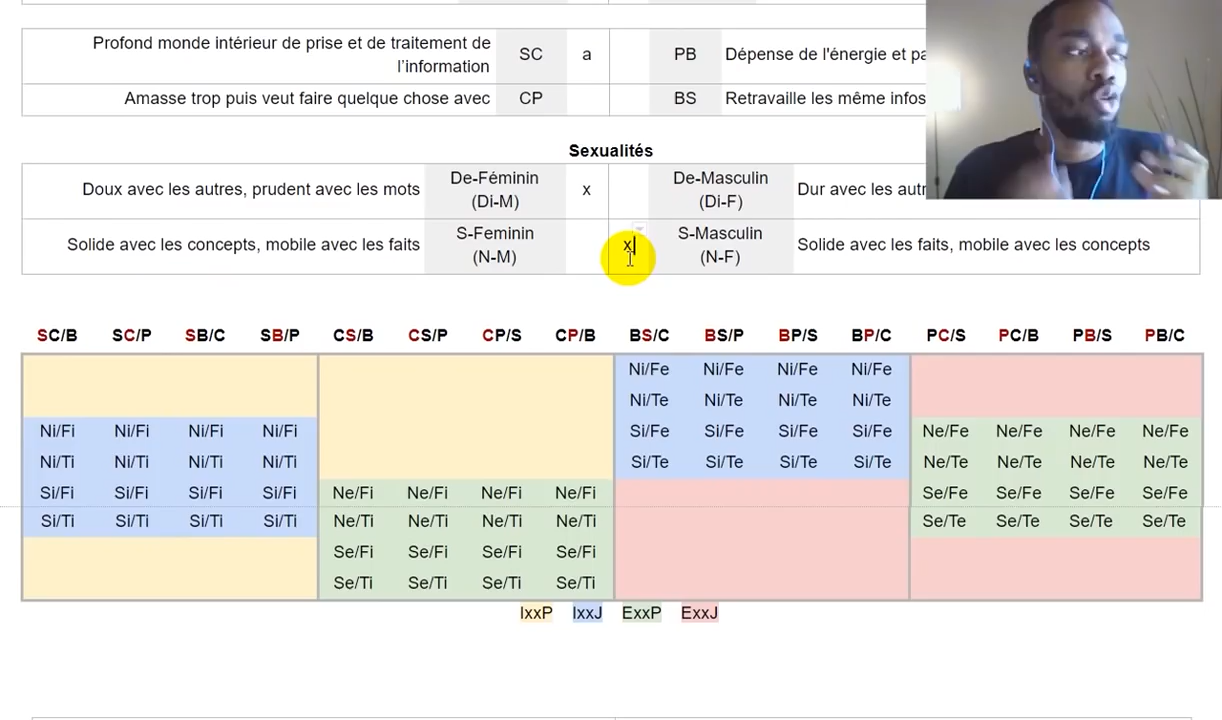 Profond monde intérieur de prise et de traitement de
l'information
SC
a
PB
Dépense de l'énergie et
Amasse trop puis veut faire quelque chose avec
CP
BS
Retravaille les même infos
Sexualités
Doux avec les autres, prudent avec les mots
De-Féminin
(Di-M)
x
De-Masculin
(Di-F)
Dur avec les
Solide avec les concepts, mobile avec les faits
S-Feminin
(N-M)
x
S-Masculin
(N-F)
Solide avec les faits, mobile avec les concepts
SC/B SC/P SB/C SB/P CS/B CS/P CP/S CP/B BS/C BS/P BP/S BP/C PC/S PC/B PB/S PB/C
Ni/Fe Ni/Fe Ni/Fe Ni/Fe
Ni/Te Ni/Te Ni/Te Ni/Te
Ni/Fi Ni/Fi Ni/Fi Ni/Fi Si/Fe Si/Fe Si/Fe Si/Fe Ne/Fe Ne/Fe Ne/Fe Ne/Fe
Ni/Ti Ni/Ti Ni/Ti Ni/Ti Si/Te Si/Te Si/Te Si/Te Ne/Te Ne/Te Ne/Te Ne/Te
Si/Fi Si/Fi Si/Fi Si/Fi Ne/Fi Ne/Fi Ne/Fi Ne/Fi Se/Fe Se/Fe Se/Fe Se/Fe
Si/Ti Si/Ti Si/Ti Si/Ti Ne/Ti Ne/Ti Ne/Ti Ne/Ti Se/Te Se/Te Se/Te Se/Te
Se/Fi Se/Fi Se/Fi Se/Fi
Se/Ti Se/Ti Se/Ti Se/Ti
IxxP IxxJ ExxP ExxJ